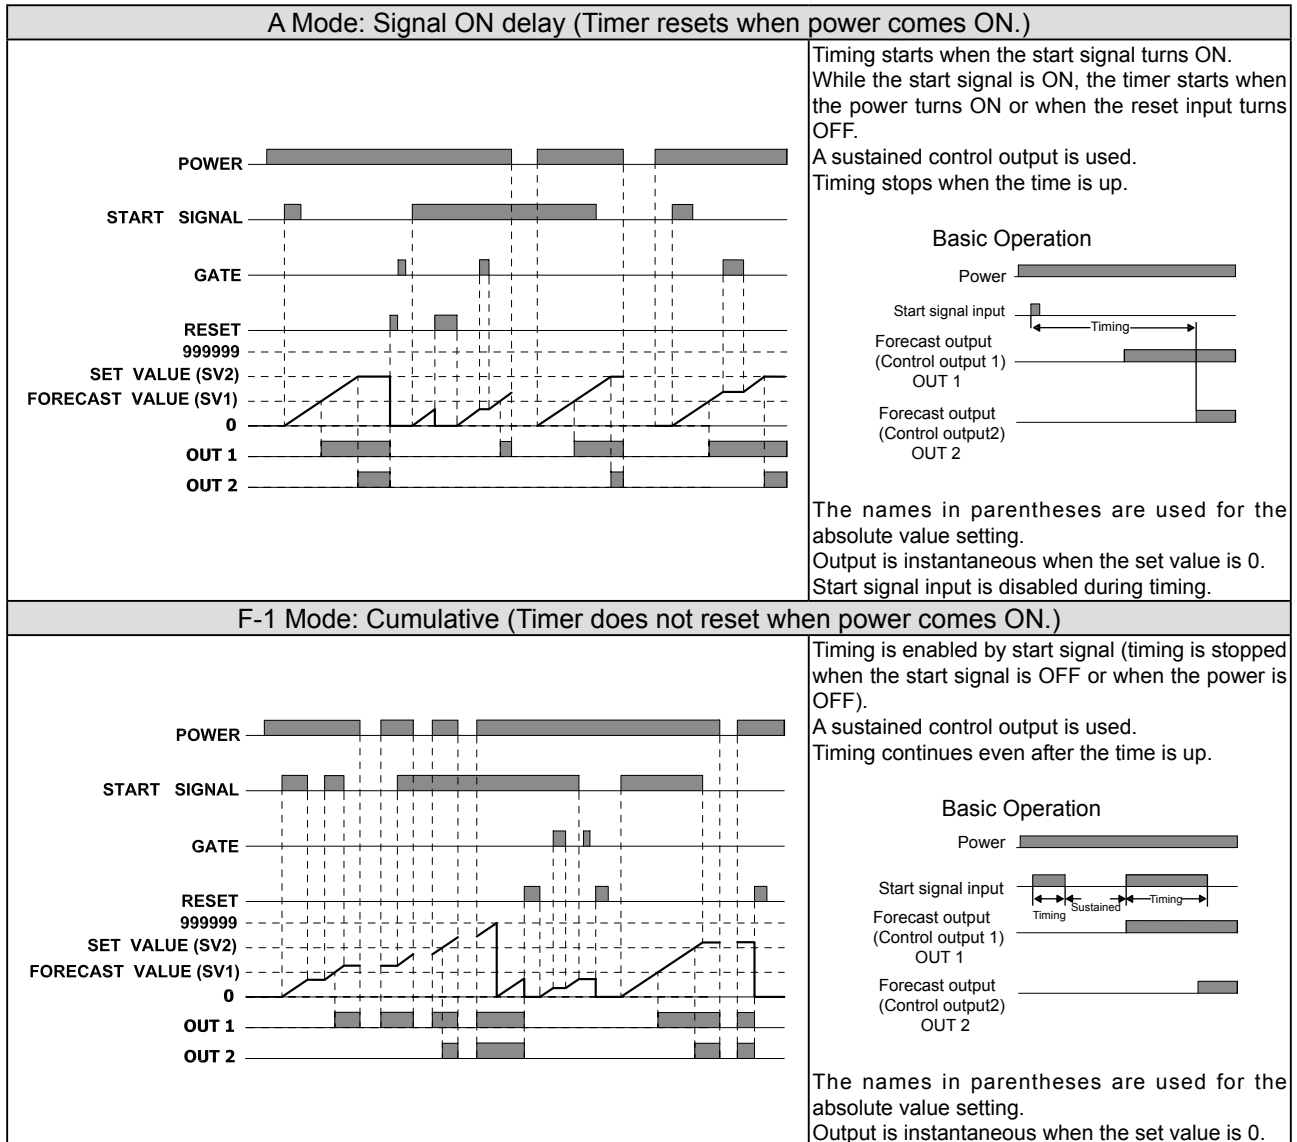 A Mode: Signal ON delay (Timer resets when power comes ON.)
POWER
START SIGNAL
GATE
RESET
999999
SET VALUE (SV2)
FORECAST VALUE (SV1)
0
OUT 1
OUT 2
Timing starts when the start signal turns ON.
While the start signal is ON, the timer starts when
the power turns ON or when the reset input turns
OFF.
A sustained control output is used.
Timing stops when the time is up.
Basic Operation
Power
Start signal input
Timing
Forecast output
(Control output 1)
OUT 1
Forecast output
(Control output2)
OUT 2
The names in parentheses are used for the
absolute value setting.
Output is instantaneous when the set value is 0.
Start signal input is disabled during timing.
F-1 Mode: Cumulative (Timer does not reset when power comes ON.)
POWER
START SIGNAL
GATE
RESET
999999
SET VALUE (SV2)
FORECAST VALUE (SV1)
0
OUT 1
OUT 2
Timing is enabled by start signal (timing is stopped
when the start signal is OFF or when the power is
OFF).
A sustained control output is used.
Timing continues even after the time is up.
Basic Operation
Power
Start signal input
Timing Sustained Timing
Forecast output
(Control output 1)
OUT 1
Forecast output
(Control output2)
OUT 2
The names in parentheses are used for the
absolute value setting.
Output is instantaneous when the set value is 0.